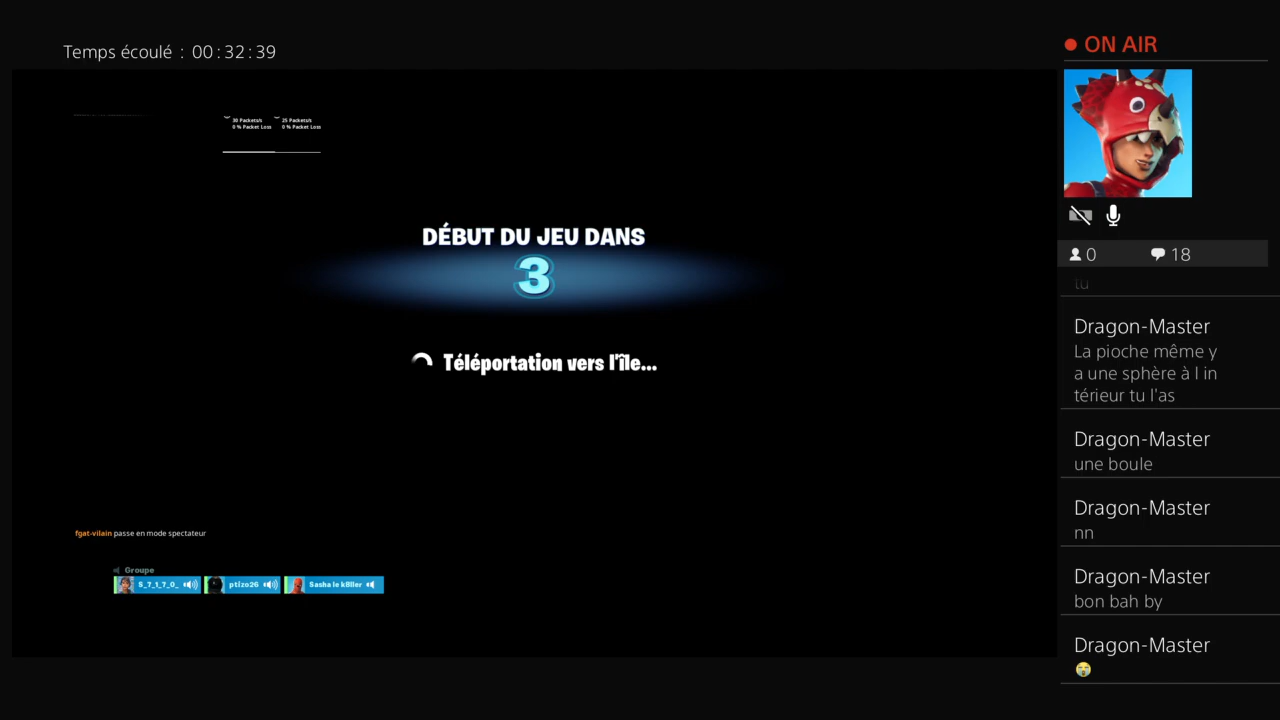 Temps écoulé : 00:32:39
ON AIR
30 Packets/s
0 % Packet Loss
25 Packets/s
0 % Packet Loss
DÉBUT DU JEU DANS
3
Téléportation vers l'île...
fgat-vilain passe en mode spectateur
Groupe
S_7_1_7_0_
ptizo26
Sasha le k8ller
0
18
tu
Dragon-Master
La pioche même y
a une sphère à l in
térieur tu l'as
Dragon-Master
une boule
Dragon-Master
nn
Dragon-Master
bon bah by
Dragon-Master
😭